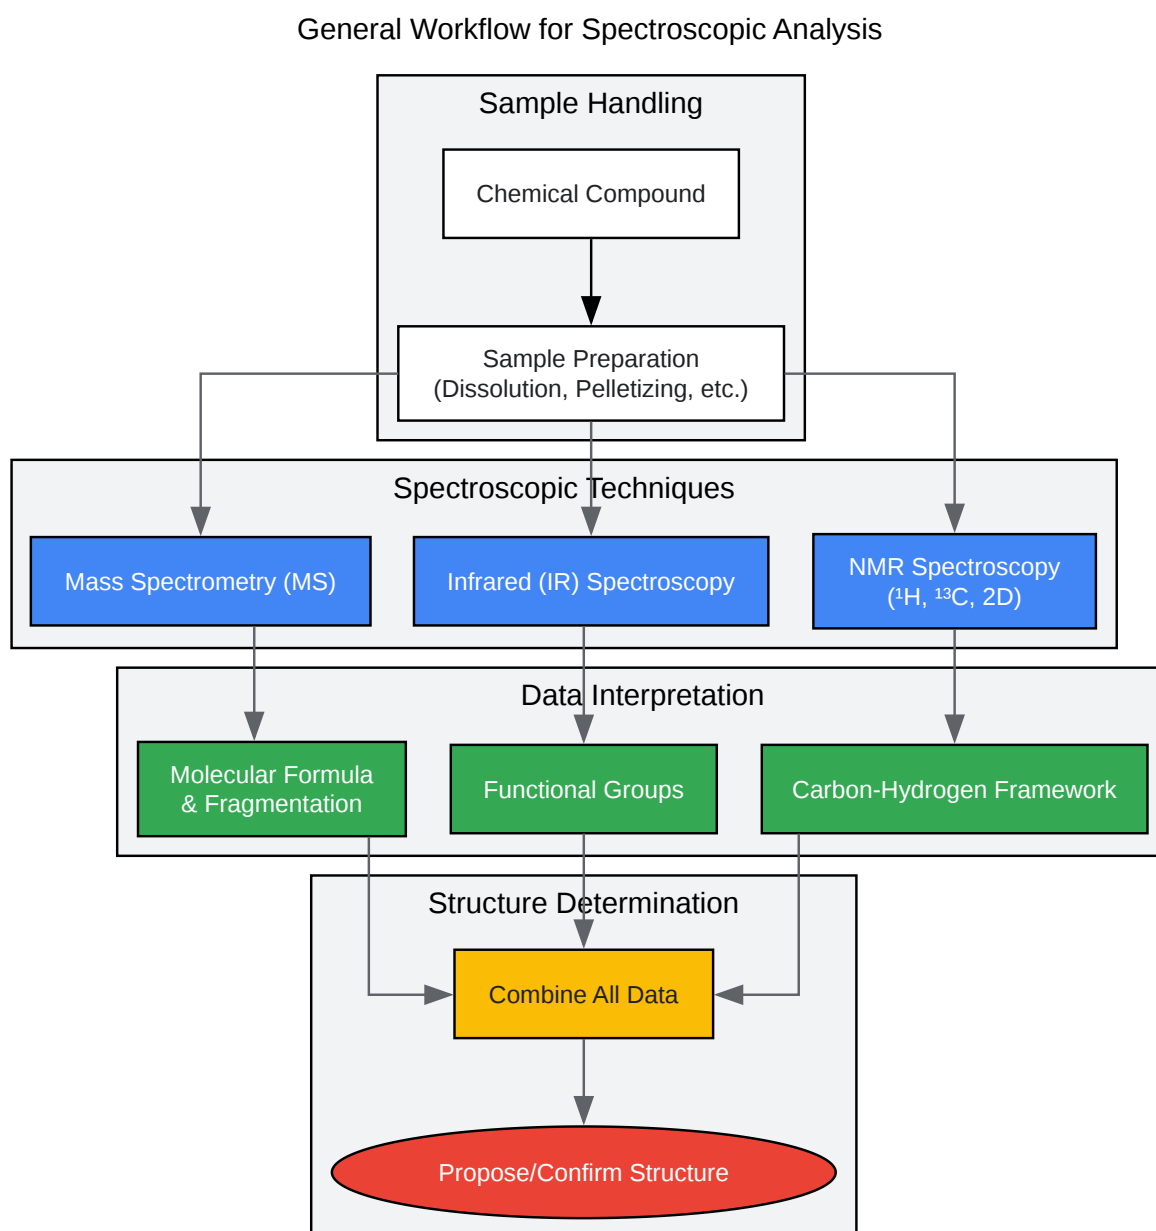 General Workflow for Spectroscopic Analysis
Sample Handling
Chemical Compound
Sample Preparation
(Dissolution, Pelletizing, etc.)
Spectroscopic Techniques
Mass Spectrometry (MS)
Infrared (IR) Spectroscopy
NMR Spectroscopy
(¹H, ¹³C, 2D)
Data Interpretation
Molecular Formula
& Fragmentation
Functional Groups
Carbon-Hydrogen Framework
Structure Determination
Combine All Data
Propose/Confirm Structure